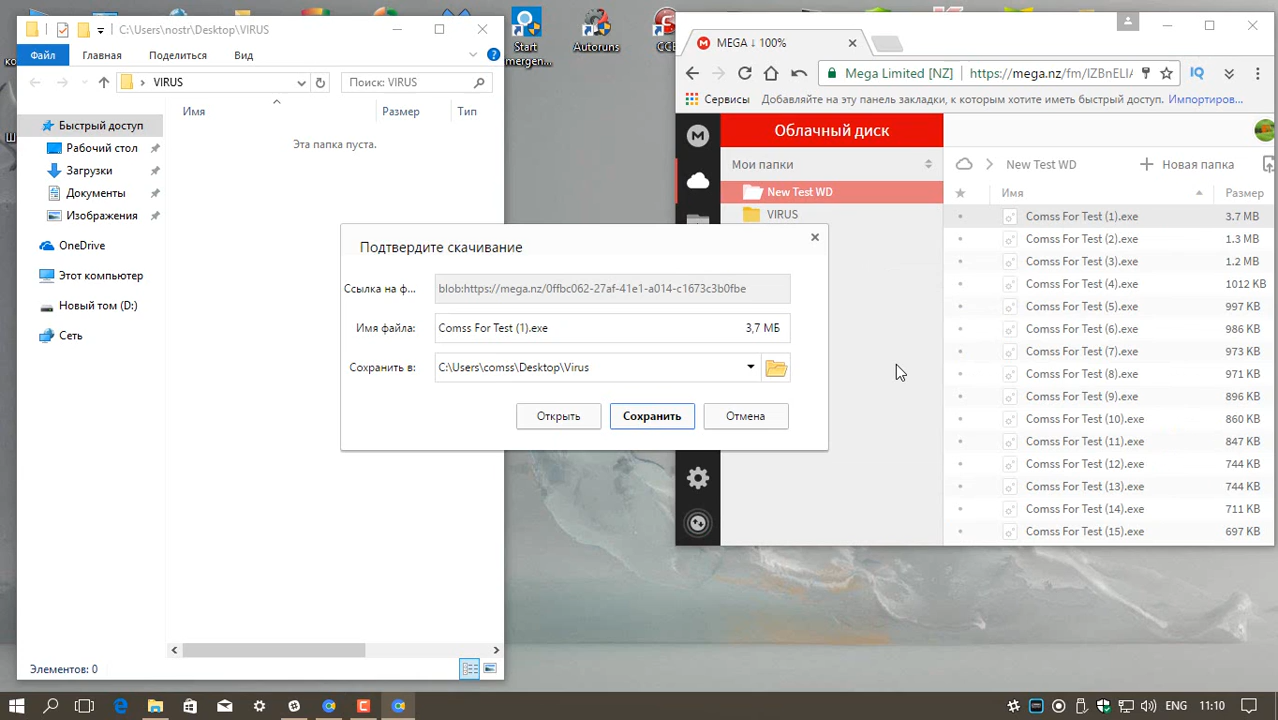 C:\Users\nostr\Desktop\VIRUS
Файл
Главная
Поделиться
Вид
VIRUS
Поиск: VIRUS
Имя
Размер
Тип
Эта папка пуста.
Быстрый доступ
Рабочий стол
Загрузки
Документы
Изображения
OneDrive
Этот компьютер
Новый том (D:)
Сеть
Элементов: 0
Start
mergen...
Autoruns
CCE
MEGA ↓ 100%
Mega Limited [NZ]
https://mega.nz/fm/IZBnELIA
Сервисы
Добавляйте на эту панель закладки, к которым хотите иметь быстрый доступ.
Импортиров...
Облачный диск
Мои папки
New Test WD
VIRUS
New Test WD
Новая папка
Имя
Размер
Comss For Test (1).exe 3.7 MB
Comss For Test (2).exe 1.3 MB
Comss For Test (3).exe 1.2 MB
Comss For Test (4).exe 1012 KB
Comss For Test (5).exe 997 KB
Comss For Test (6).exe 986 KB
Comss For Test (7).exe 973 KB
Comss For Test (8).exe 971 KB
Comss For Test (9).exe 896 KB
Comss For Test (10).exe 860 KB
Comss For Test (11).exe 847 KB
Comss For Test (12).exe 744 KB
Comss For Test (13).exe 744 KB
Comss For Test (14).exe 711 KB
Comss For Test (15).exe 697 KB
Подтвердите скачивание
Ссылка на ф...
blob:https://mega.nz/0ffbc062-27af-41e1-a014-c1673c3b0fbe
Имя файла:
Comss For Test (1).exe
3,7 МБ
Сохранить в:
C:\Users\comss\Desktop\Virus
Открыть
Сохранить
Отмена
ENG
11:10